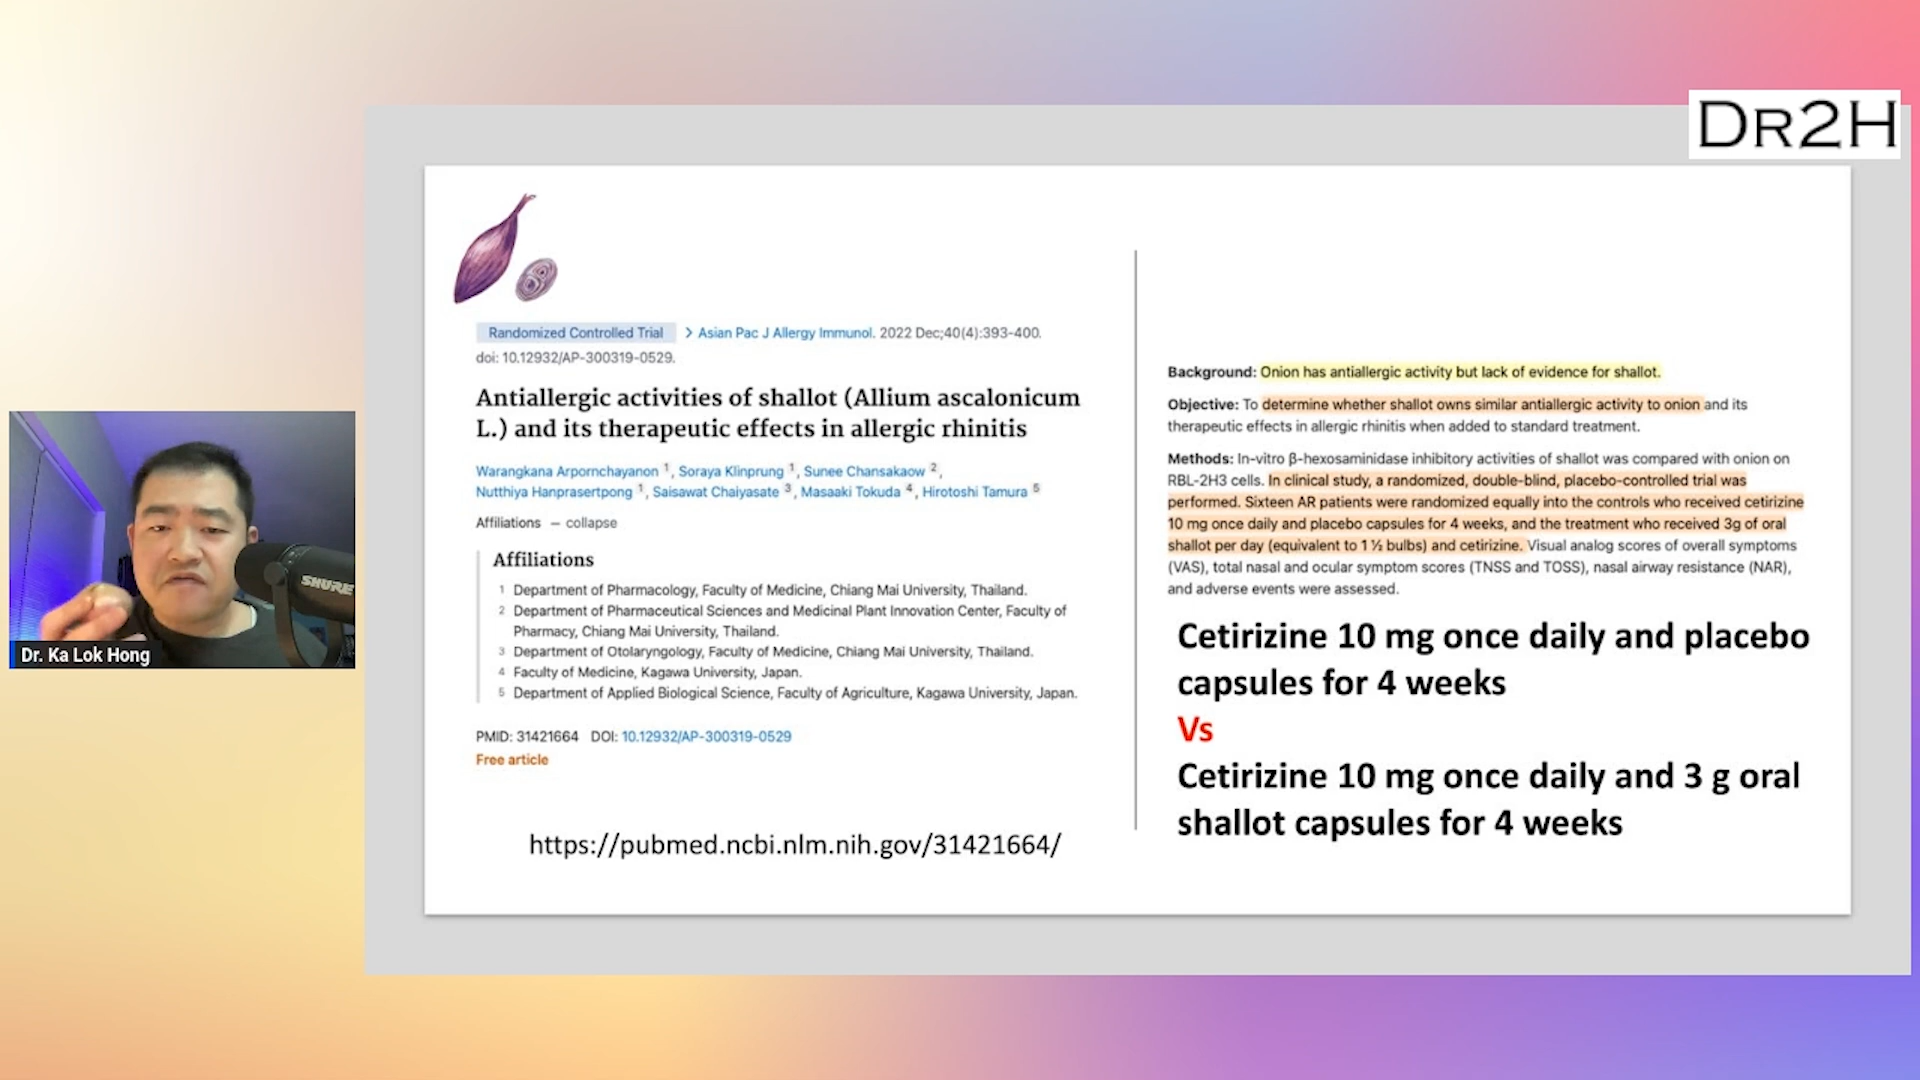 DR2H
Randomized Controlled Trial > Asian Pac J Allergy Immunol. 2022 Dec;40(4):393-400.
doi: 10.12932/AP-300319-0529.
Antiallergic activities of shallot (Allium ascalonicum
L.) and its therapeutic effects in allergic rhinitis
Warangkana Arpornchayanon 1, Soraya Klinprung 1, Sunee Chansakaow 2,
Nutthiya Hanprasertpong 1, Saisawat Chaiyasate 3, Masaaki Tokuda 4, Hirotoshi Tamura 5
Affiliations — collapse
Affiliations
1 Department of Pharmacology, Faculty of Medicine, Chiang Mai University, Thailand.
2 Department of Pharmaceutical Sciences and Medicinal Plant Innovation Center, Faculty of
Pharmacy, Chiang Mai University, Thailand.
3 Department of Otolaryngology, Faculty of Medicine, Chiang Mai University, Thailand.
4 Faculty of Medicine, Kagawa University, Japan.
5 Department of Applied Biological Science, Faculty of Agriculture, Kagawa University, Japan.
PMID: 31421664 DOI: 10.12932/AP-300319-0529
Free article
https://pubmed.ncbi.nlm.nih.gov/31421664/
Background: Onion has antiallergic activity but lack of evidence for shallot.
Objective: To determine whether shallot owns similar antiallergic activity to onion and its
therapeutic effects in allergic rhinitis when added to standard treatment.
Methods: In-vitro β-hexosaminidase inhibitory activities of shallot was compared with onion on
RBL-2H3 cells. In clinical study, a randomized, double-blind, placebo-controlled trial was
performed. Sixteen AR patients were randomized equally into the controls who received cetirizine
10 mg once daily and placebo capsules for 4 weeks, and the treatment who received 3g of oral
shallot per day (equivalent to 1 ½ bulbs) and cetirizine. Visual analog scores of overall symptoms
(VAS), total nasal and ocular symptom scores (TNSS and TOSS), nasal airway resistance (NAR),
and adverse events were assessed.
Cetirizine 10 mg once daily and placebo
capsules for 4 weeks
Vs
Cetirizine 10 mg once daily and 3 g oral
shallot capsules for 4 weeks
SHURE
Dr. Ka Lok Hong